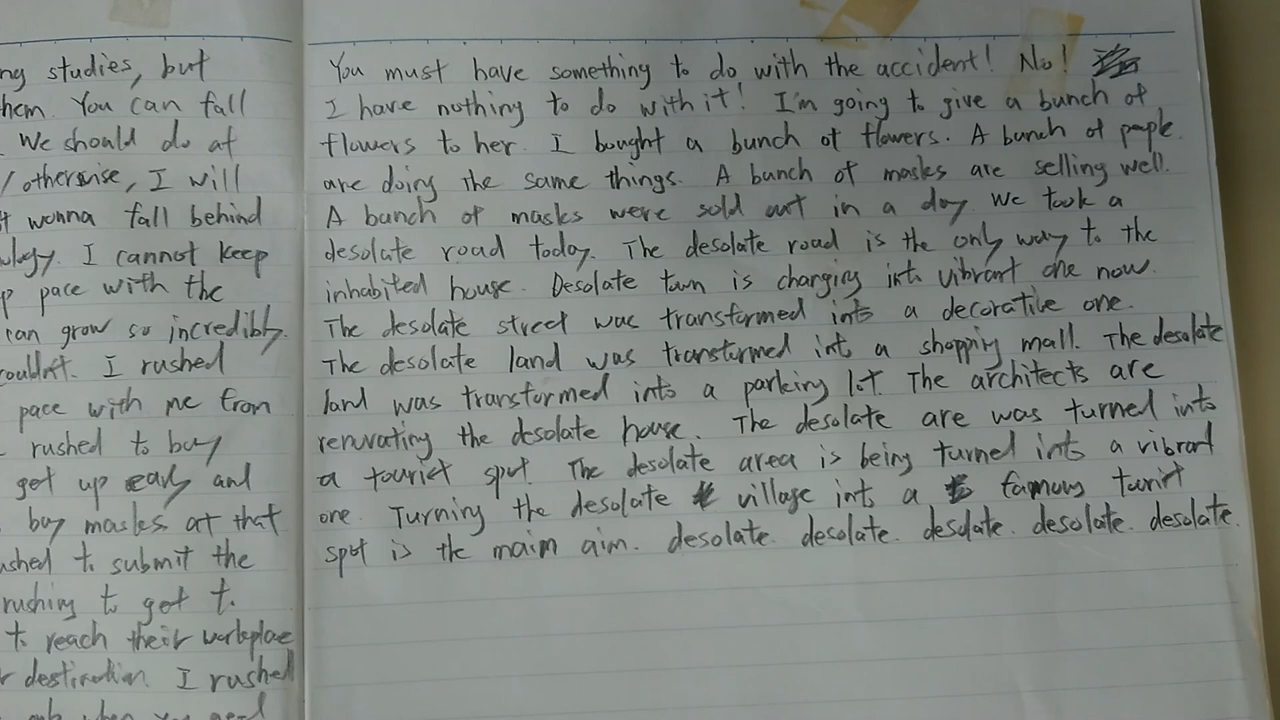 ng studies, but
hem. You can fall
We should do at
/ otherwise, I will
t wanna fall behind
ology. I cannot keep
p pace with the
can grow so incredibly.
couldn't. I rushed
pace with me from
rushed to buy
get up early and
buy masks at that
ushed to submit the
rushing to get t.
to reach their workplace
r destination. I rushed
when you need
You must have something to do with the accident! No!
I have nothing to do with it! I'm going to give a bunch of
flowers to her. I bought a bunch of flowers. A bunch of people
are doing the same things. A bunch of masks are selling well.
A bunch of masks were sold out in a day. We took a
desolate road today. The desolate road is the only way to the
inhabited house. Desolate town is changing into vibrant one now.
The desolate street was transformed into a decorative one.
The desolate land was transformed into a shopping mall. The desolate
land was transformed into a parking lot. The architects are
renovating the desolate house. The desolate are was turned into
a tourist spot. The desolate area is being turned into a vibrant
one. Turning the desolate village into a famous tourist
spot is the maim aim. desolate. desolate. desolate. desolate. desolate.